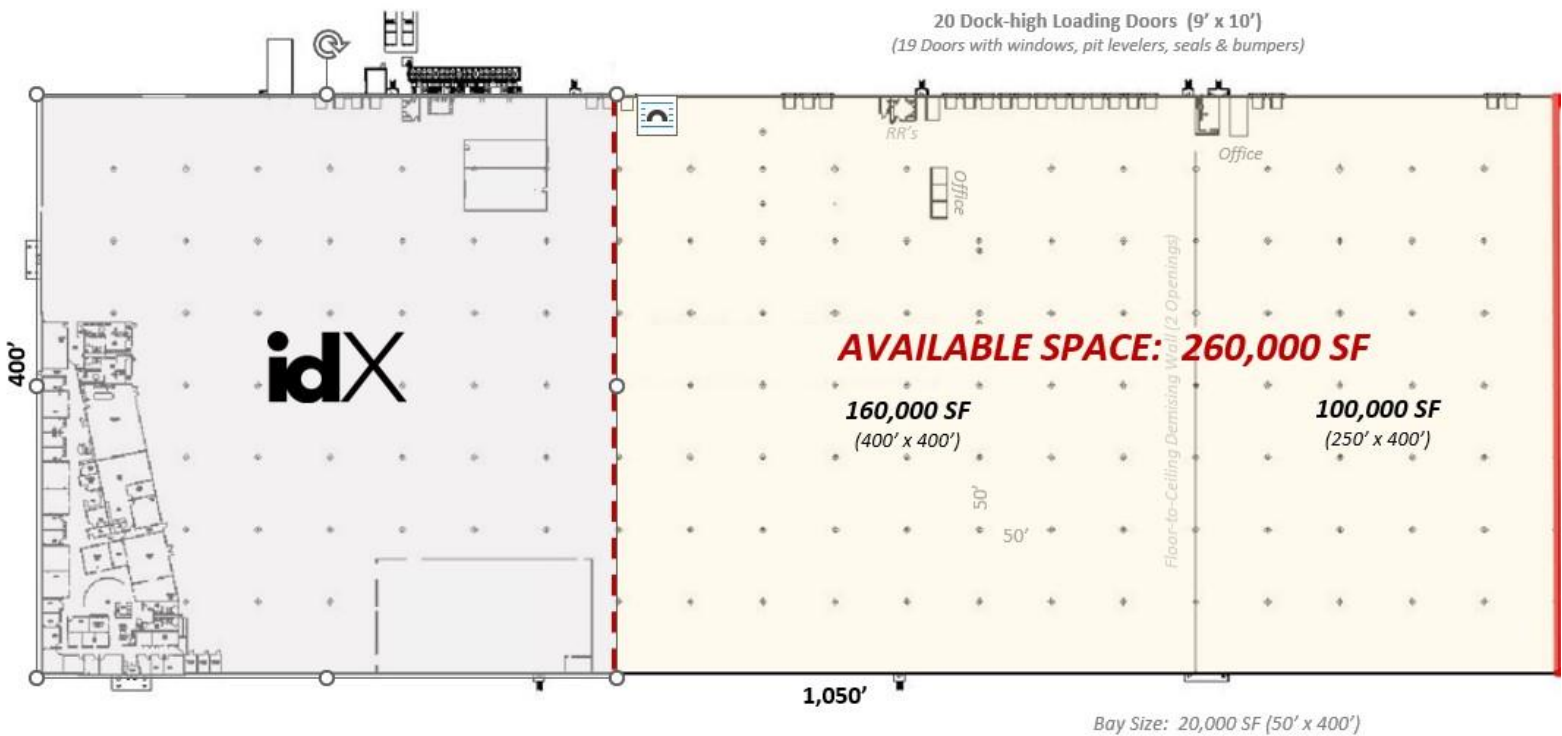 20 Dock-high Loading Doors (9' x 10')
(19 Doors with windows, pit levelers, seals & bumpers)
RR's
Office
Office
400'
idX
Floor-to-Ceiling Demising Wall (2 Openings)
AVAILABLE SPACE: 260,000 SF
160,000 SF
(400' x 400')
100,000 SF
(250' x 400')
50'
50'
1,050'
Bay Size: 20,000 SF (50' x 400')